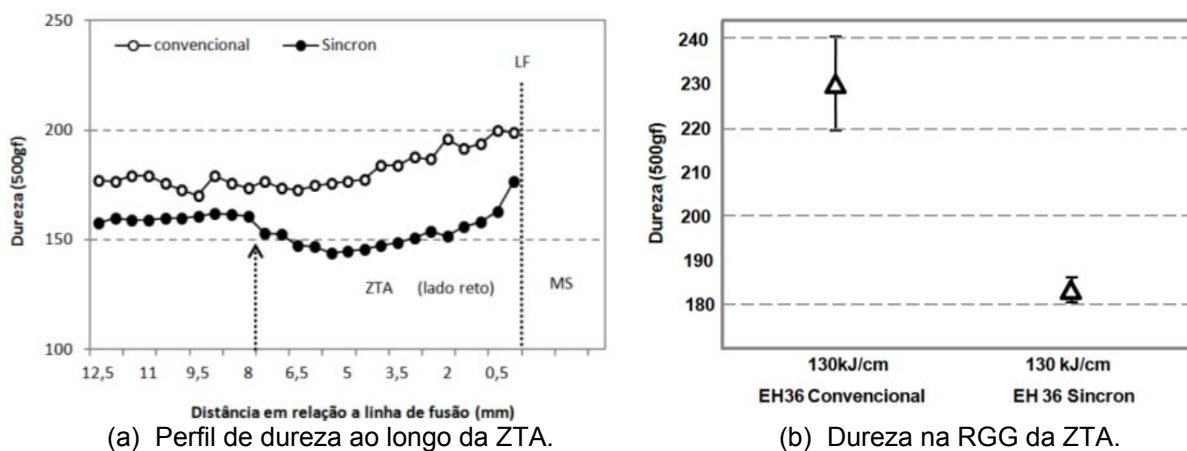 250
200
150
100
Dureza (500gf)
convencional
Sincron
LF
ZTA (lado reto)
MS
12,5 11 9,5 8 6,5 5 3,5 2 0,5
Distância em relação a linha de fusão (mm)
(a) Perfil de dureza ao longo da ZTA.
240
230
220
210
200
190
180
Dureza (500gf)
130kJ/cm 130 kJ/cm
EH36 Convencional EH 36 Sincron
(b) Dureza na RGG da ZTA.